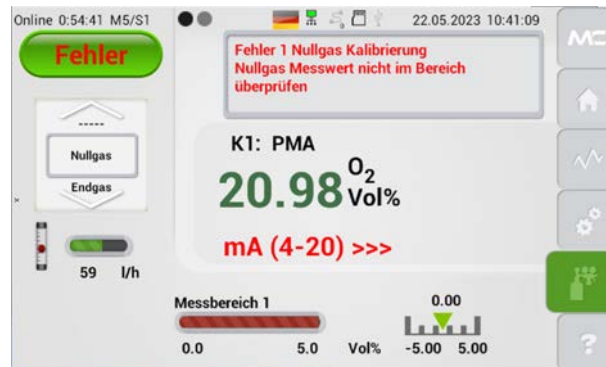 Online 0:54:41 M5/S1
22.05.2023 10:41:09
Fehler
Fehler 1 Nullgas Kalibrierung
Nullgas Messwert nicht im Bereich
überprüfen
-----
Nullgas
Endgas
K1: PMA
20.98 O2 Vol%
mA (4-20) >>>
59 l/h
Messbereich 1
0.00
0.0 5.0 Vol% -5.00 5.00
MC
?